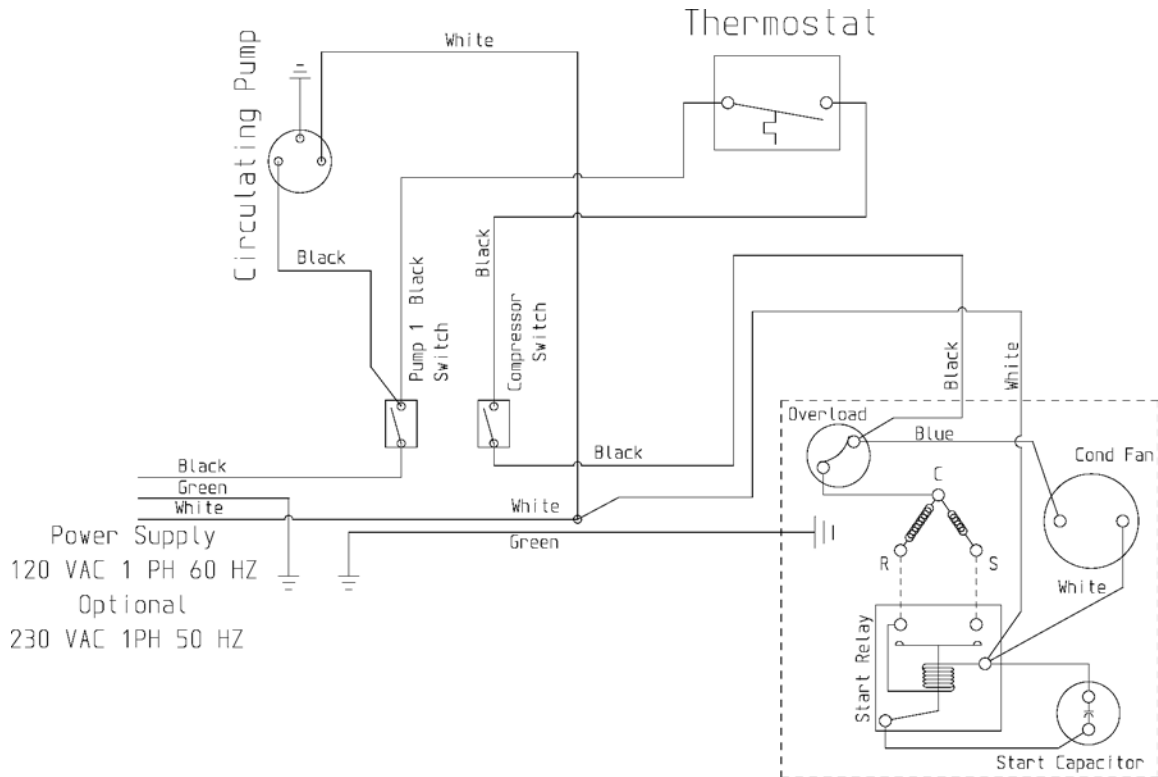 Thermostat
White
Circulating Pump
Black
Pump 1 Black
Switch
Black
Compressor
Switch
Black
White
Overload
Blue
Cond Fan
Black
Black
Green
White
White
Green
Power Supply
120 VAC 1 PH 60 HZ
Optional
230 VAC 1PH 50 HZ
C
R
S
White
Start Relay
Start Capacitor